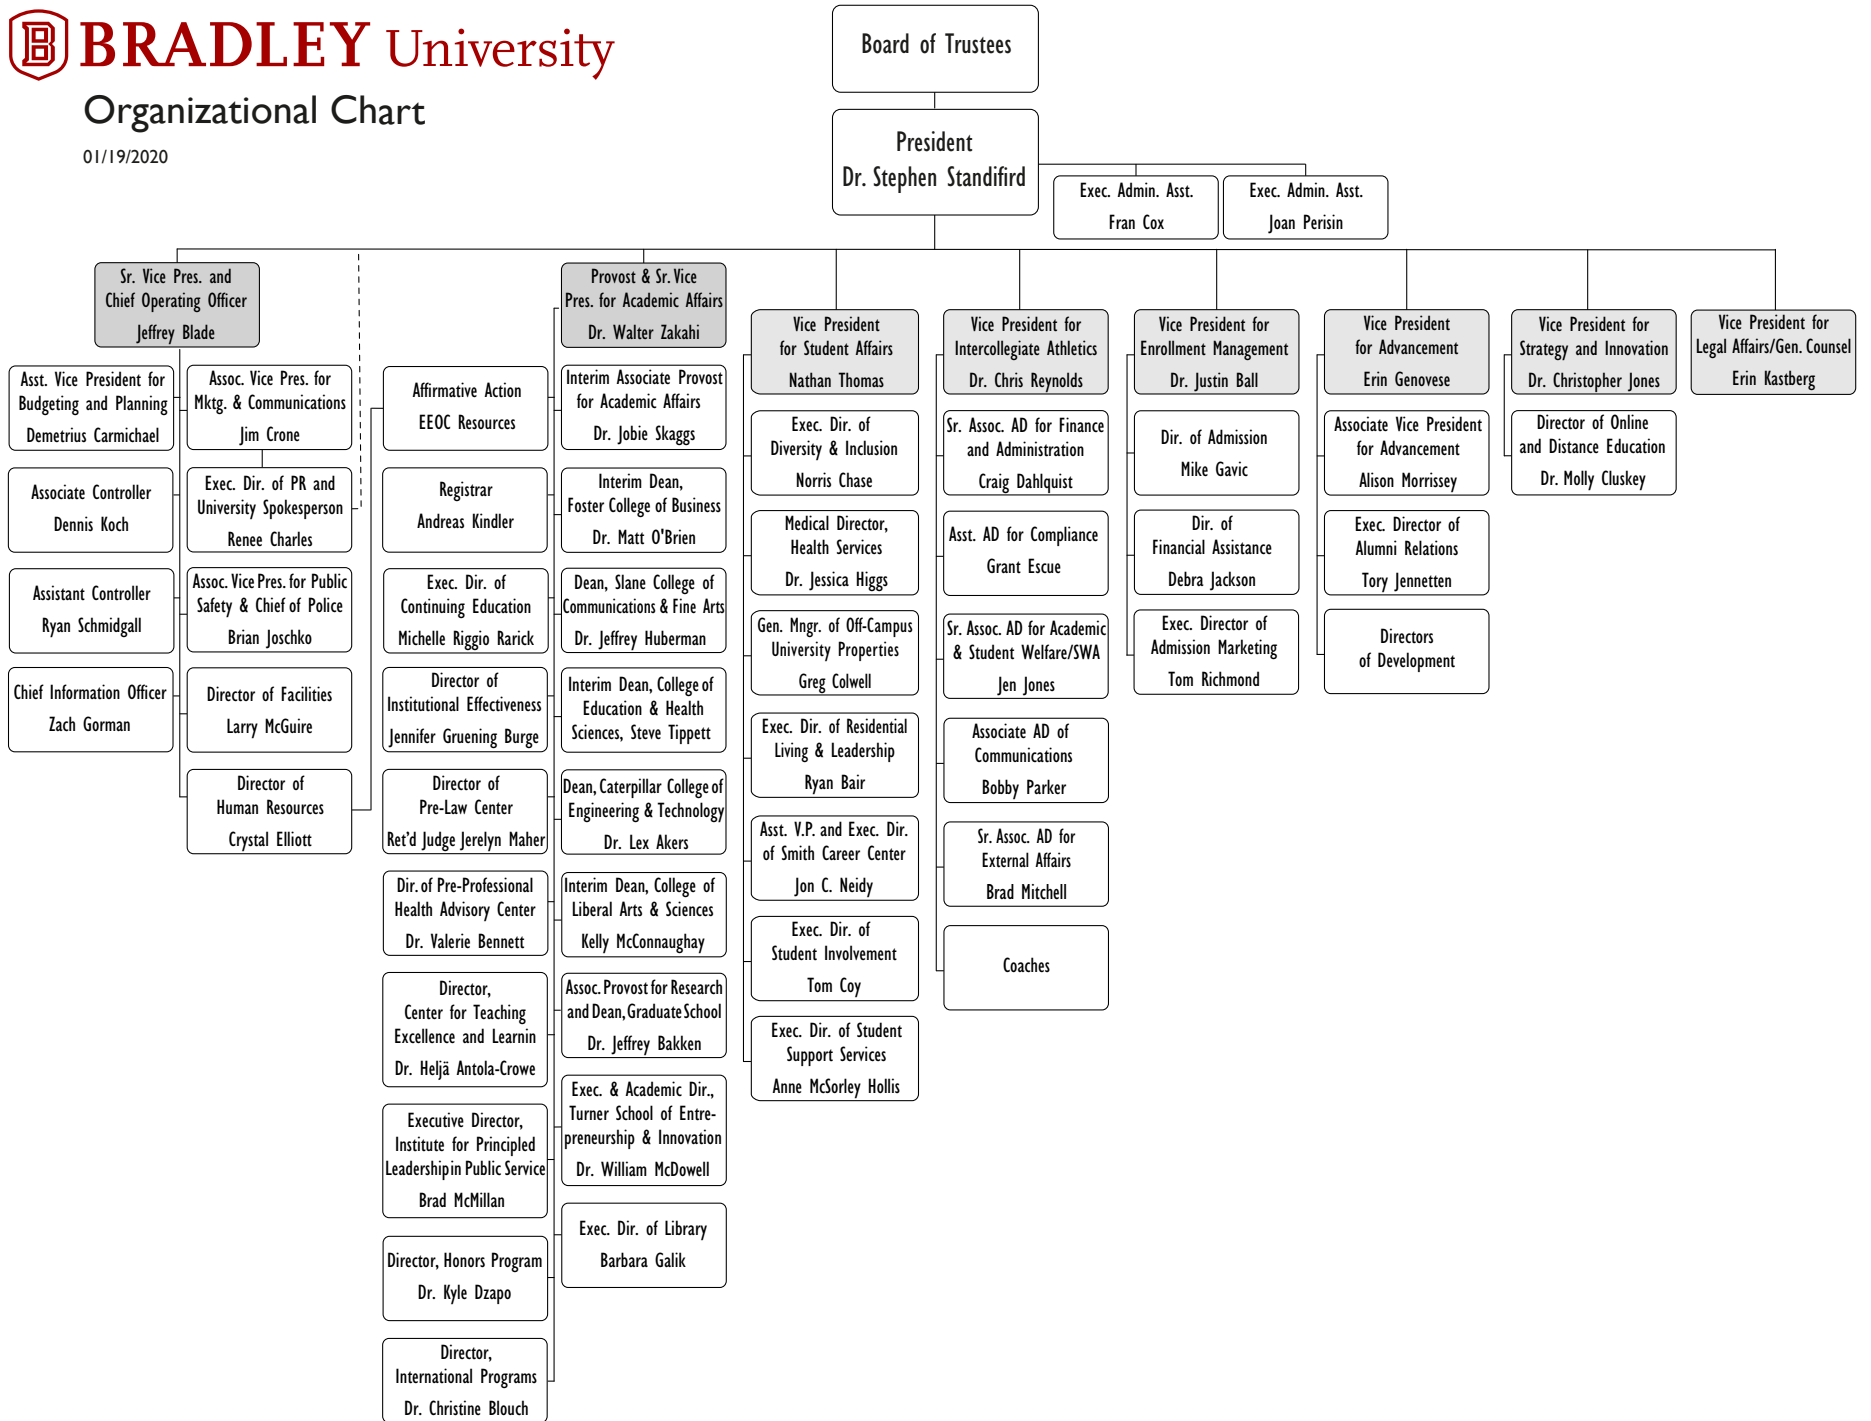 BRADLEY University
Organizational Chart
01/19/2020
Board of Trustees
President
Dr. Stephen Standifird
Exec. Admin. Asst.
Fran Cox
Exec. Admin. Asst.
Joan Perisin
Sr. Vice Pres. and
Chief Operating Officer
Jeffrey Blade
Asst. Vice President for
Budgeting and Planning
Demetrius Carmichael
Associate Controller
Dennis Koch
Assistant Controller
Ryan Schmidgall
Chief Information Officer
Zach Gorman
Assoc. Vice Pres. for
Mktg. & Communications
Jim Crone
Exec. Dir. of PR and
University Spokesperson
Renee Charles
Assoc. Vice Pres. for Public
Safety & Chief of Police
Brian Joschko
Director of Facilities
Larry McGuire
Director of
Human Resources
Crystal Elliott
Affirmative Action
EEOC Resources
Registrar
Andreas Kindler
Exec. Dir. of
Continuing Education
Michelle Riggio Rarick
Director of
Institutional Effectiveness
Jennifer Gruening Burge
Director of
Pre-Law Center
Ret'd Judge Jerelyn Maher
Dir. of Pre-Professional
Health Advisory Center
Dr. Valerie Bennett
Director,
Center for Teaching
Excellence and Learnin
Dr. Heljä Antola-Crowe
Executive Director,
Institute for Principled
Leadership in Public Service
Brad McMillan
Director, Honors Program
Dr. Kyle Dzapo
Director,
International Programs
Dr. Christine Blouch
Provost & Sr. Vice
Pres. for Academic Affairs
Dr. Walter Zakahi
Interim Associate Provost
for Academic Affairs
Dr. Jobie Skaggs
Interim Dean,
Foster College of Business
Dr. Matt O'Brien
Dean, Slane College of
Communications & Fine Arts
Dr. Jeffrey Huberman
Interim Dean, College of
Education & Health
Sciences, Steve Tippett
Dean, Caterpillar College of
Engineering & Technology
Dr. Lex Akers
Interim Dean, College of
Liberal Arts & Sciences
Kelly McConnaughay
Assoc. Provost for Research
and Dean, Graduate School
Dr. Jeffrey Bakken
Exec. & Academic Dir.,
Turner School of Entre-
preneurship & Innovation
Dr. William McDowell
Exec. Dir. of Library
Barbara Galik
Vice President
for Student Affairs
Nathan Thomas
Exec. Dir. of
Diversity & Inclusion
Norris Chase
Medical Director,
Health Services
Dr. Jessica Higgs
Gen. Mngr. of Off-Campus
University Properties
Greg Colwell
Exec. Dir. of Residential
Living & Leadership
Ryan Bair
Asst. V.P. and Exec. Dir.
of Smith Career Center
Jon C. Neidy
Exec. Dir. of
Student Involvement
Tom Coy
Exec. Dir. of Student
Support Services
Anne McSorley Hollis
Vice President for
Intercollegiate Athletics
Dr. Chris Reynolds
Sr. Assoc. AD for Finance
and Administration
Craig Dahlquist
Asst. AD for Compliance
Grant Escue
Sr. Assoc. AD for Academic
& Student Welfare/SWA
Jen Jones
Associate AD of
Communications
Bobby Parker
Sr. Assoc. AD for
External Affairs
Brad Mitchell
Coaches
Vice President for
Enrollment Management
Dr. Justin Ball
Dir. of Admission
Mike Gavic
Dir. of
Financial Assistance
Debra Jackson
Exec. Director of
Admission Marketing
Tom Richmond
Vice President
for Advancement
Erin Genovese
Associate Vice President
for Advancement
Alison Morrissey
Exec. Director of
Alumni Relations
Tory Jennetten
Directors
of Development
Vice President for
Strategy and Innovation
Dr. Christopher Jones
Director of Online
and Distance Education
Dr. Molly Cluskey
Vice President for
Legal Affairs/Gen. Counsel
Erin Kastberg